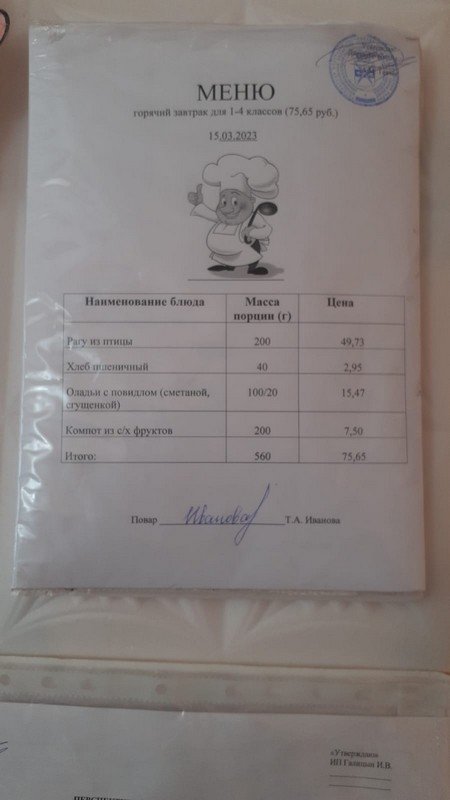 МЕНЮ
горячий завтрак для 1-4 классов (75,65 руб.)
15.03.2023
Наименование блюда Масса порции (г) Цена
Рагу из птицы 200 49,73
Хлеб пшеничный 40 2,95
Оладьи с повидлом (сметаной, сгущенкой) 100/20 15,47
Компот из с/х фруктов 200 7,50
Итого: 560 75,65
Повар Иванова Т.А. Иванова
«Утверждаю»
ИП Галицын И.В.